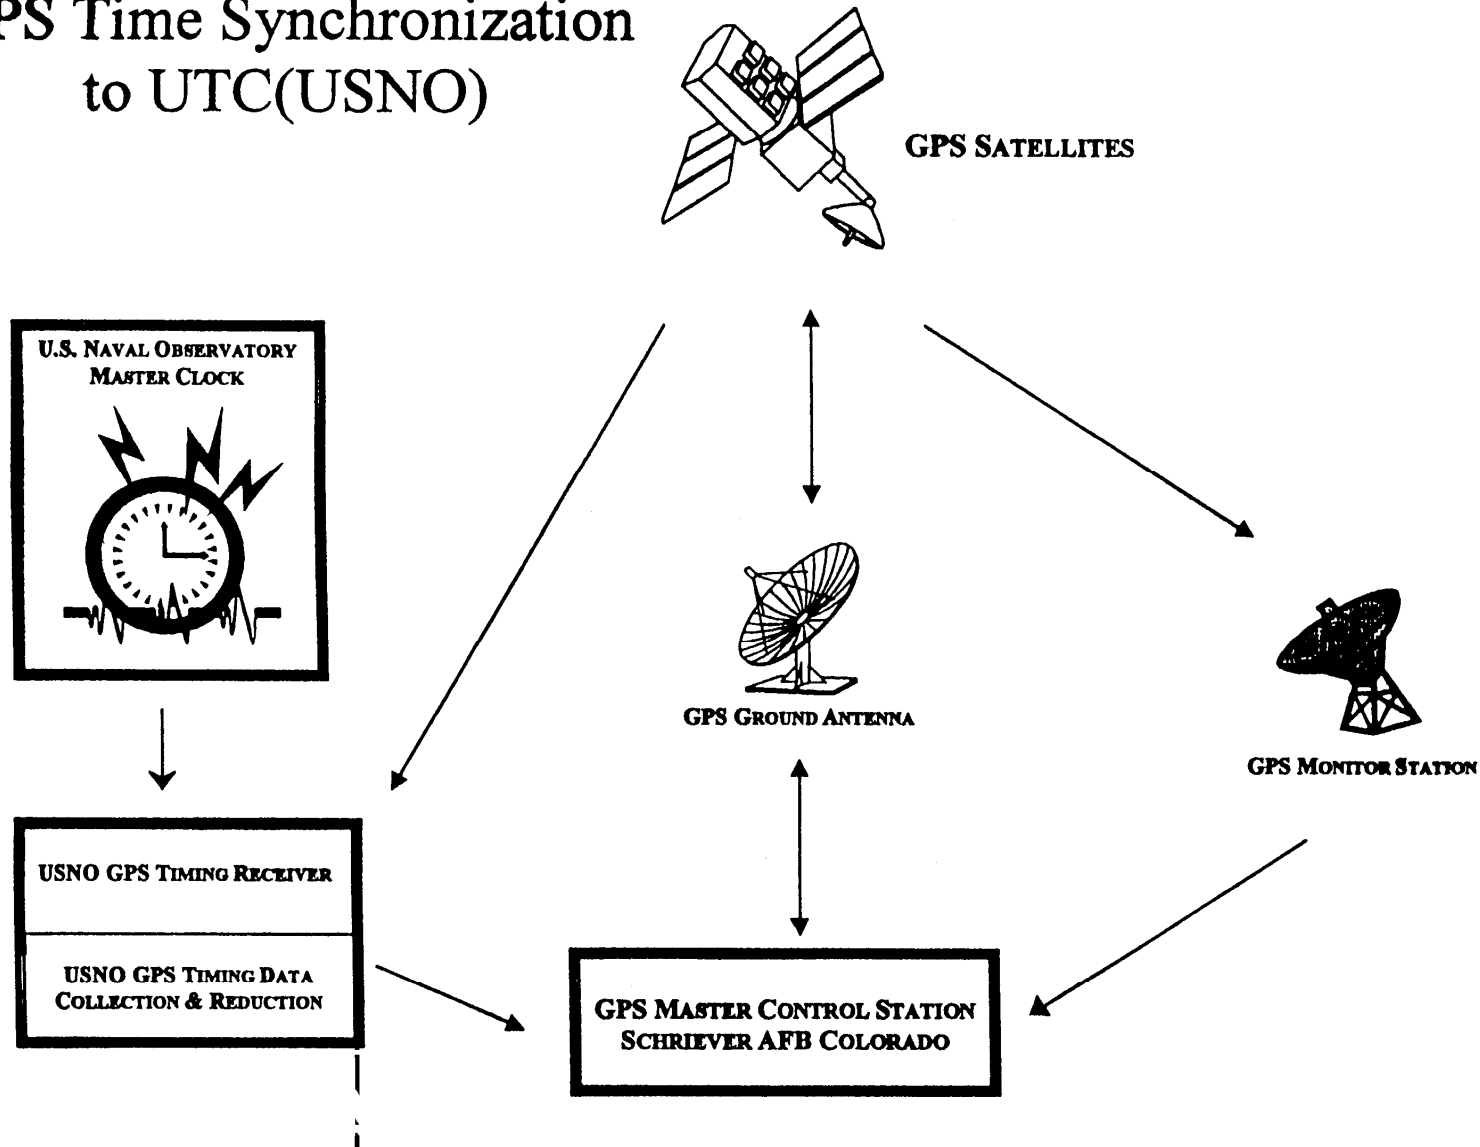 PS Time Synchronization
to UTC(USNO)
GPS SATELLITES
U.S. NAVAL OBSERVATORY
MASTER CLOCK
GPS GROUND ANTENNA
GPS MONITOR STATION
USNO GPS TIMING RECEIVER
USNO GPS TIMING DATA
COLLECTION & REDUCTION
GPS MASTER CONTROL STATION
SCHRIEVER AFB COLORADO